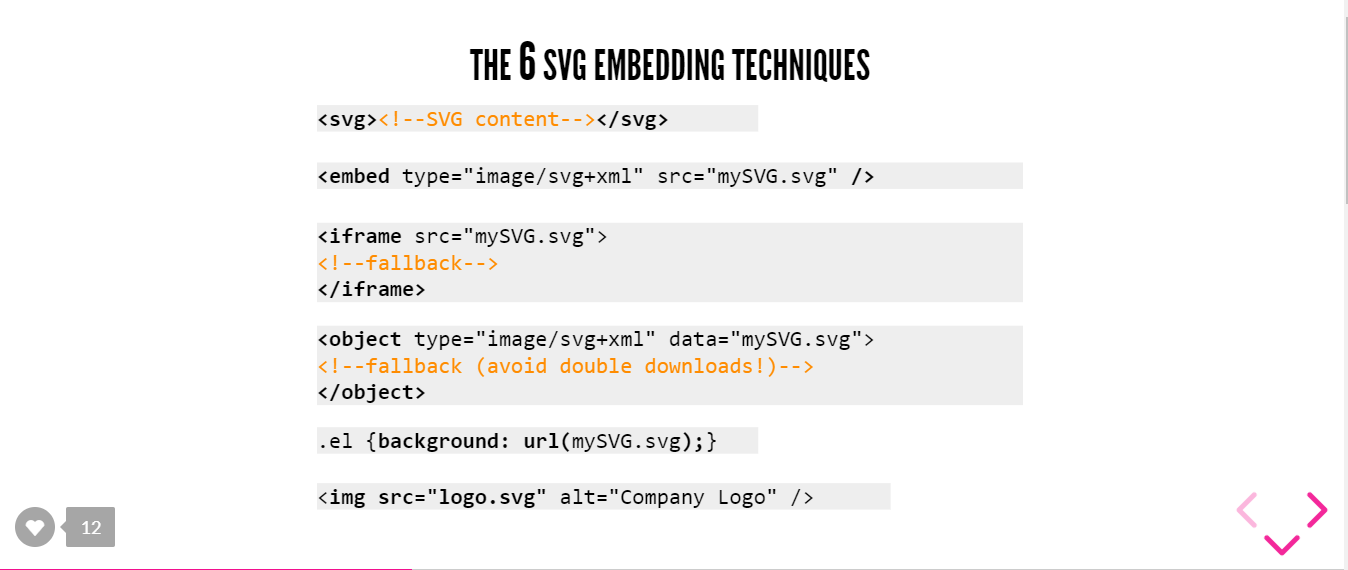 THE 6 SVG EMBEDDING TECHNIQUES
<svg><!--SVG content--></svg>
<embed type="image/svg+xml" src="mySVG.svg" />
<iframe src="mySVG.svg">
<!--fallback-->
</iframe>
<object type="image/svg+xml" data="mySVG.svg">
<!--fallback (avoid double downloads!)-->
</object>
.el {background: url(mySVG.svg);}
<img src="logo.svg" alt="Company Logo" />
12